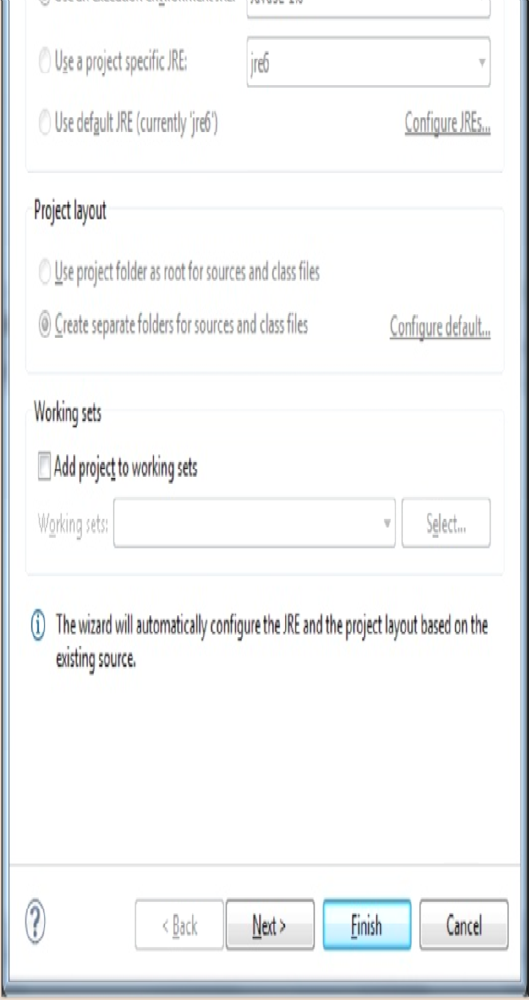 Use a project specific JRE: jre6
Use default JRE (currently 'jre6') Configure JREs...
Project layout
Use project folder as root for sources and class files
Create separate folders for sources and class files Configure default...
Working sets
Add project to working sets
Working sets: Select...
The wizard will automatically configure the JRE and the project layout based on the
existing source.
< Back Next > Finish Cancel